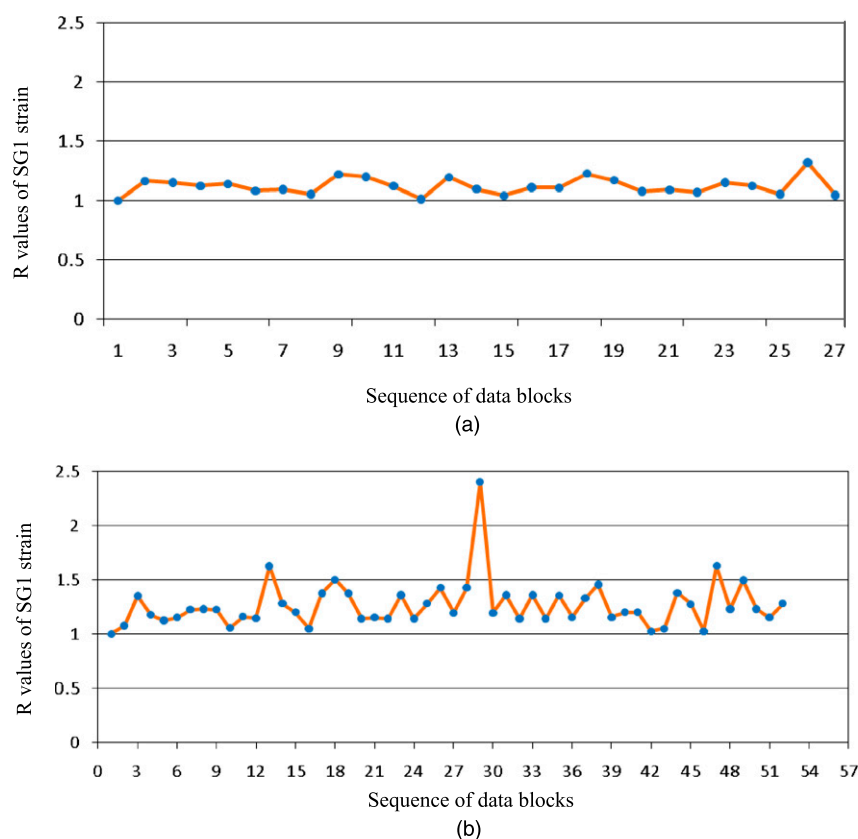 2.5
2
1.5
1
0.5
0
R values of SG1 strain
1 3 5 7 9 11 13 15 17 19 21 23 25 27
Sequence of data blocks
(a)
2.5
2
1.5
1
0.5
0
R values of SG1 strain
0 3 6 9 12 15 18 21 24 27 30 33 36 39 42 45 48 51 54 57
Sequence of data blocks
(b)